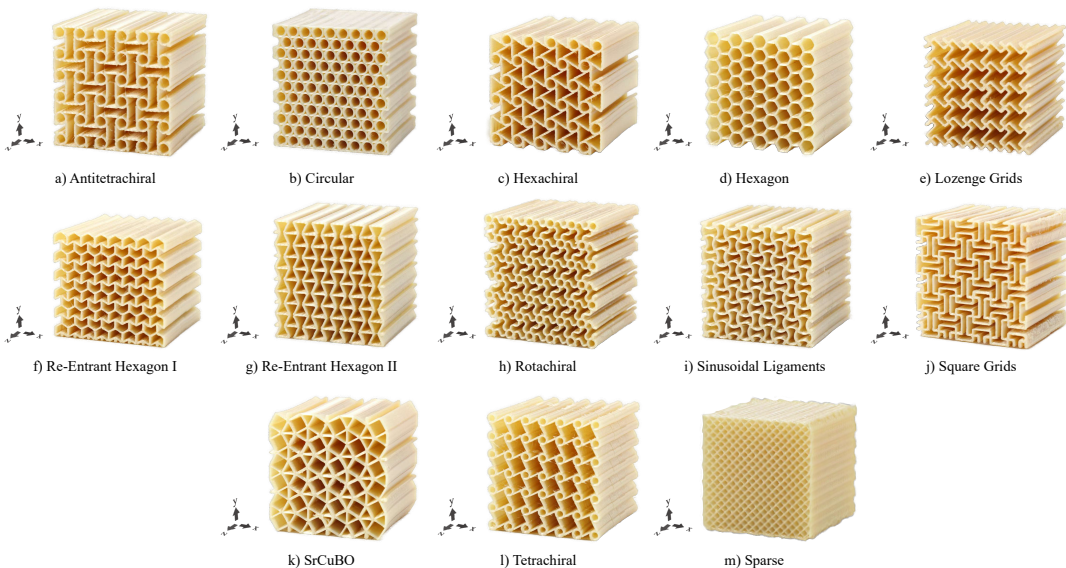 y
z
x
y
z
x
y
z
x
y
z
x
y
z
x
a) Antitetrachiral
b) Circular
c) Hexachiral
d) Hexagon
e) Lozenge Grids
y
z
x
y
z
x
y
z
x
y
z
x
y
z
x
f) Re-Entrant Hexagon I
g) Re-Entrant Hexagon II
h) Rotachiral
i) Sinusoidal Ligaments
j) Square Grids
y
z
x
y
z
x
y
z
x
k) SrCuBO
l) Tetrachiral
m) Sparse